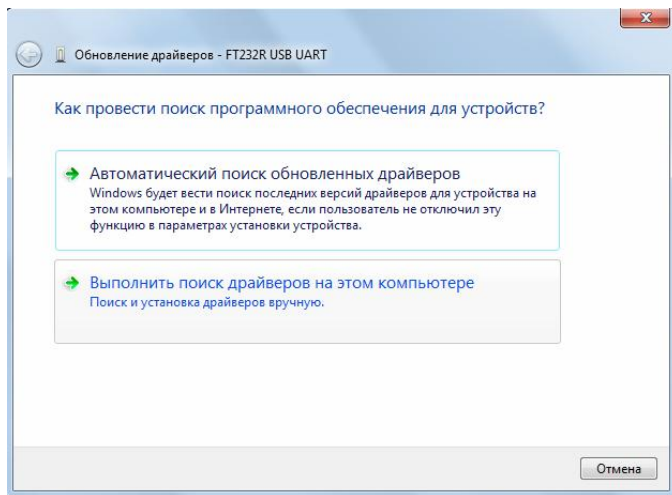 Обновление драйверов - FT232R USB UART
Как провести поиск программного обеспечения для устройств?
Автоматический поиск обновленных драйверов
Windows будет вести поиск последних версий драйверов для устройства на
этом компьютере и в Интернете, если пользователь не отключил эту
функцию в параметрах установки устройства.
Выполнить поиск драйверов на этом компьютере
Поиск и установка драйверов вручную.
Отмена